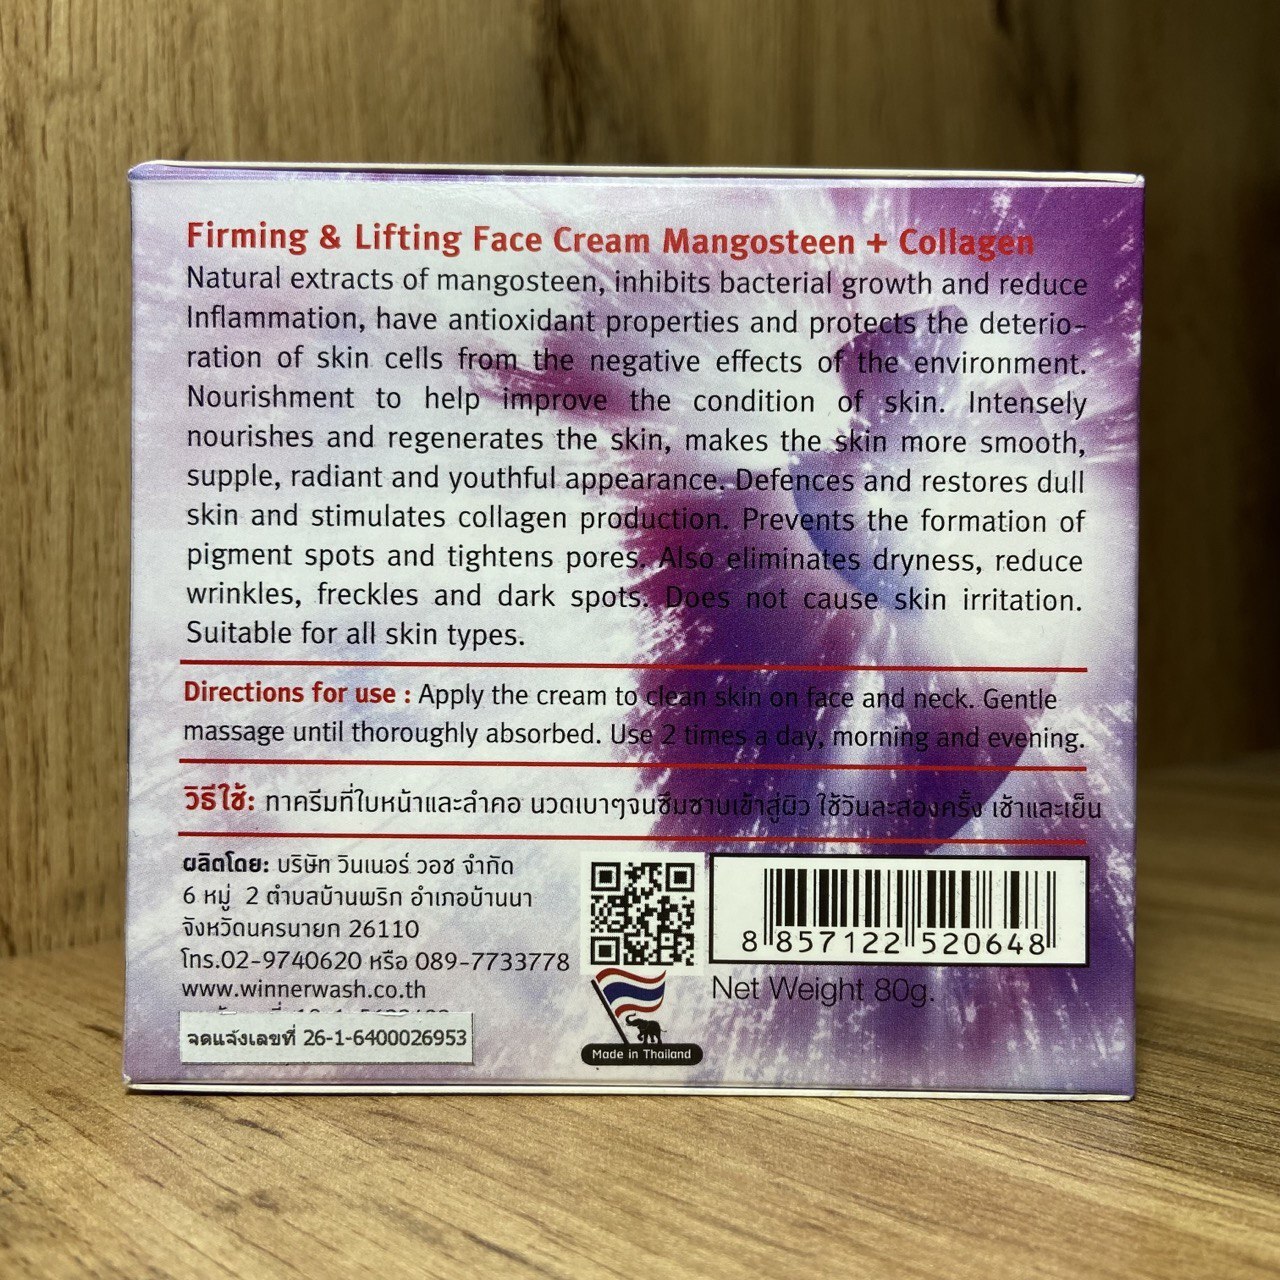 Firming & Lifting Face Cream Mangosteen + Collagen
Natural extracts of mangosteen, inhibits bacterial growth and reduce
Inflammation, have antioxidant properties and protects the deterio-
ration of skin cells from the negative effects of the environment.
Nourishment to help improve the condition of skin. Intensely
nourishes and regenerates the skin, makes the skin more smooth,
supple, radiant and youthful appearance. Defences and restores dull
skin and stimulates collagen production. Prevents the formation of
pigment spots and tightens pores. Also eliminates dryness, reduce
wrinkles, freckles and dark spots. Does not cause skin irritation.
Suitable for all skin types.
Directions for use : Apply the cream to clean skin on face and neck. Gentle
massage until thoroughly absorbed. Use 2 times a day, morning and evening.
วิธีใช้: ทาครีมที่ใบหน้าและลำคอ นวดเบาๆจนซึมซาบเข้าสู่ผิว ใช้วันละสองครั้ง เช้าและเย็น
ผลิตโดย: บริษัท วินเนอร์ วอช จำกัด
6 หมู่ 2 ตำบลบ้านพริก อำเภอบ้านนา
จังหวัดนครนายก 26110
โทร.02-9740620 หรือ 089-7733778
www.winnerwash.co.th
จดแจ้งเลขที่ 26-1-6400026953
8 857122 520648
Net Weight 80g.
Made in Thailand